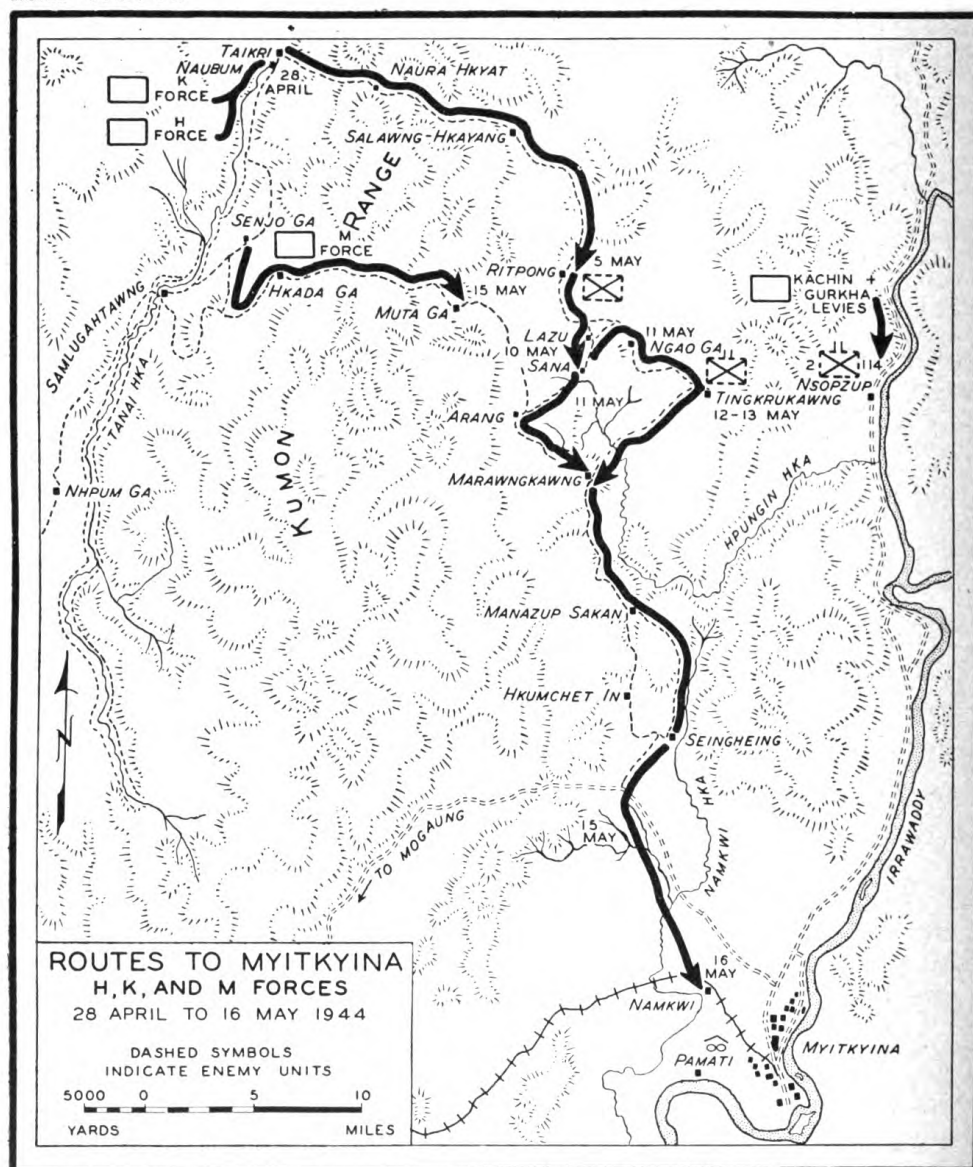 TAIKRI
NAUBUM
28
APRIL
K
FORCE
H
FORCE
NAURA HKYAT
SALAWNG-HKAYANG
RANGE
SENJO GA
M
FORCE
HKADA GA
15 MAY
MUTA GA
RITPONG
5 MAY
KACHIN +
GURKHA
LEVIES
SAMLUGAHTAWNG
TANAI HKA
LAZU
10 MAY
SANA
11 MAY
NGAO GA
2 114
NSOPZUP
TINGKRUKAWNG
12-13 MAY
ARANG
11 MAY
KUMON
MARAWNGKAWNG
NHPUM GA
HPUNGIN HKA
MANAZUP SAKAN
HKUMCHET IN
SEINGHEING
NAMKWI HKA
IRRAWADDY
15
MAY
TO MOGAUNG
16
MAY
NAMKWI
PAMATI
MYITKYINA
ROUTES TO MYITKYINA
H, K, AND M FORCES
28 APRIL TO 16 MAY 1944
DASHED SYMBOLS
INDICATE ENEMY UNITS
5000 0 5 10
YARDS MILES